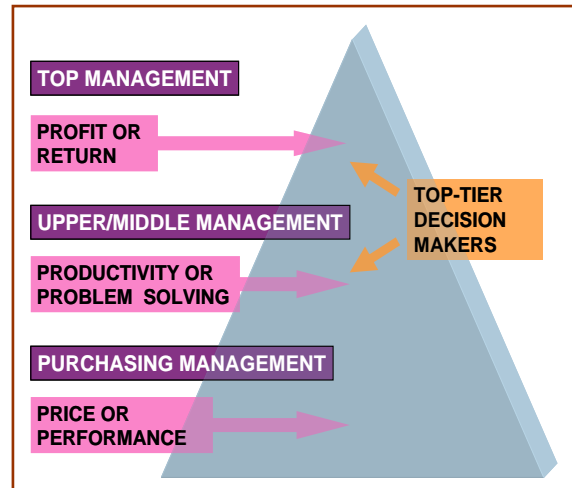 TOP MANAGEMENT
PROFIT OR
RETURN
TOP-TIER
DECISION
MAKERS
UPPER/MIDDLE MANAGEMENT
PRODUCTIVITY OR
PROBLEM SOLVING
PURCHASING MANAGEMENT
PRICE OR
PERFORMANCE